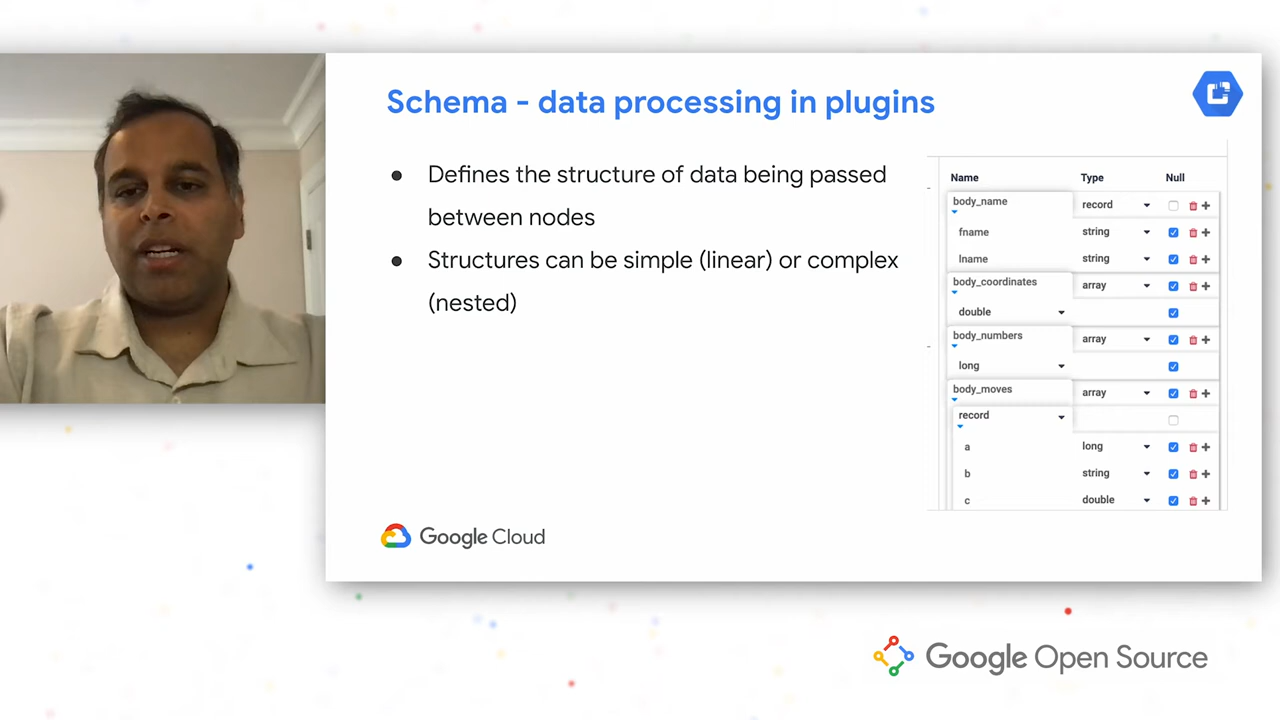 Schema - data processing in plugins
● Defines the structure of data being passed
between nodes
● Structures can be simple (linear) or complex
(nested)
Name Type Null
body_name record
fname string
lname string
body_coordinates array
double
body_numbers array
long
body_moves array
record
a long
b string
c double
Google Cloud
Google Open Source